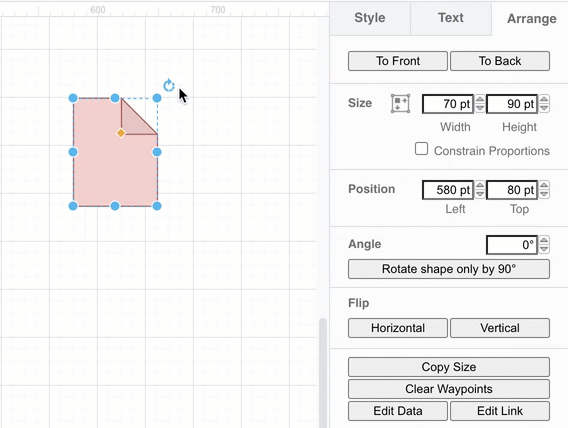 600 700
Style Text Arrange
To Front To Back
Size 70 pt 90 pt
Width Height
Constrain Proportions
Position 580 pt 80 pt
Left Top
Angle 0°
Rotate shape only by 90°
Flip
Horizontal Vertical
Copy Size
Clear Waypoints
Edit Data Edit Link